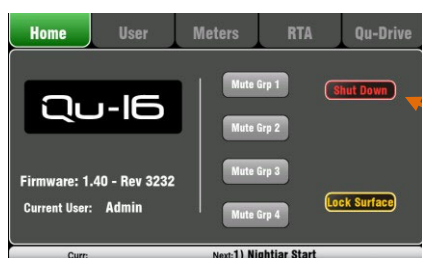 Home User Meters RTA Qu-Drive
Qu-16
Mute Grp 1
Shut Down
Mute Grp 2
Mute Grp 3
Firmware: 1.40 - Rev 3232
Current User: Admin
Lock Surface
Mute Grp 4
Curr: Next:1) Nightjar Start